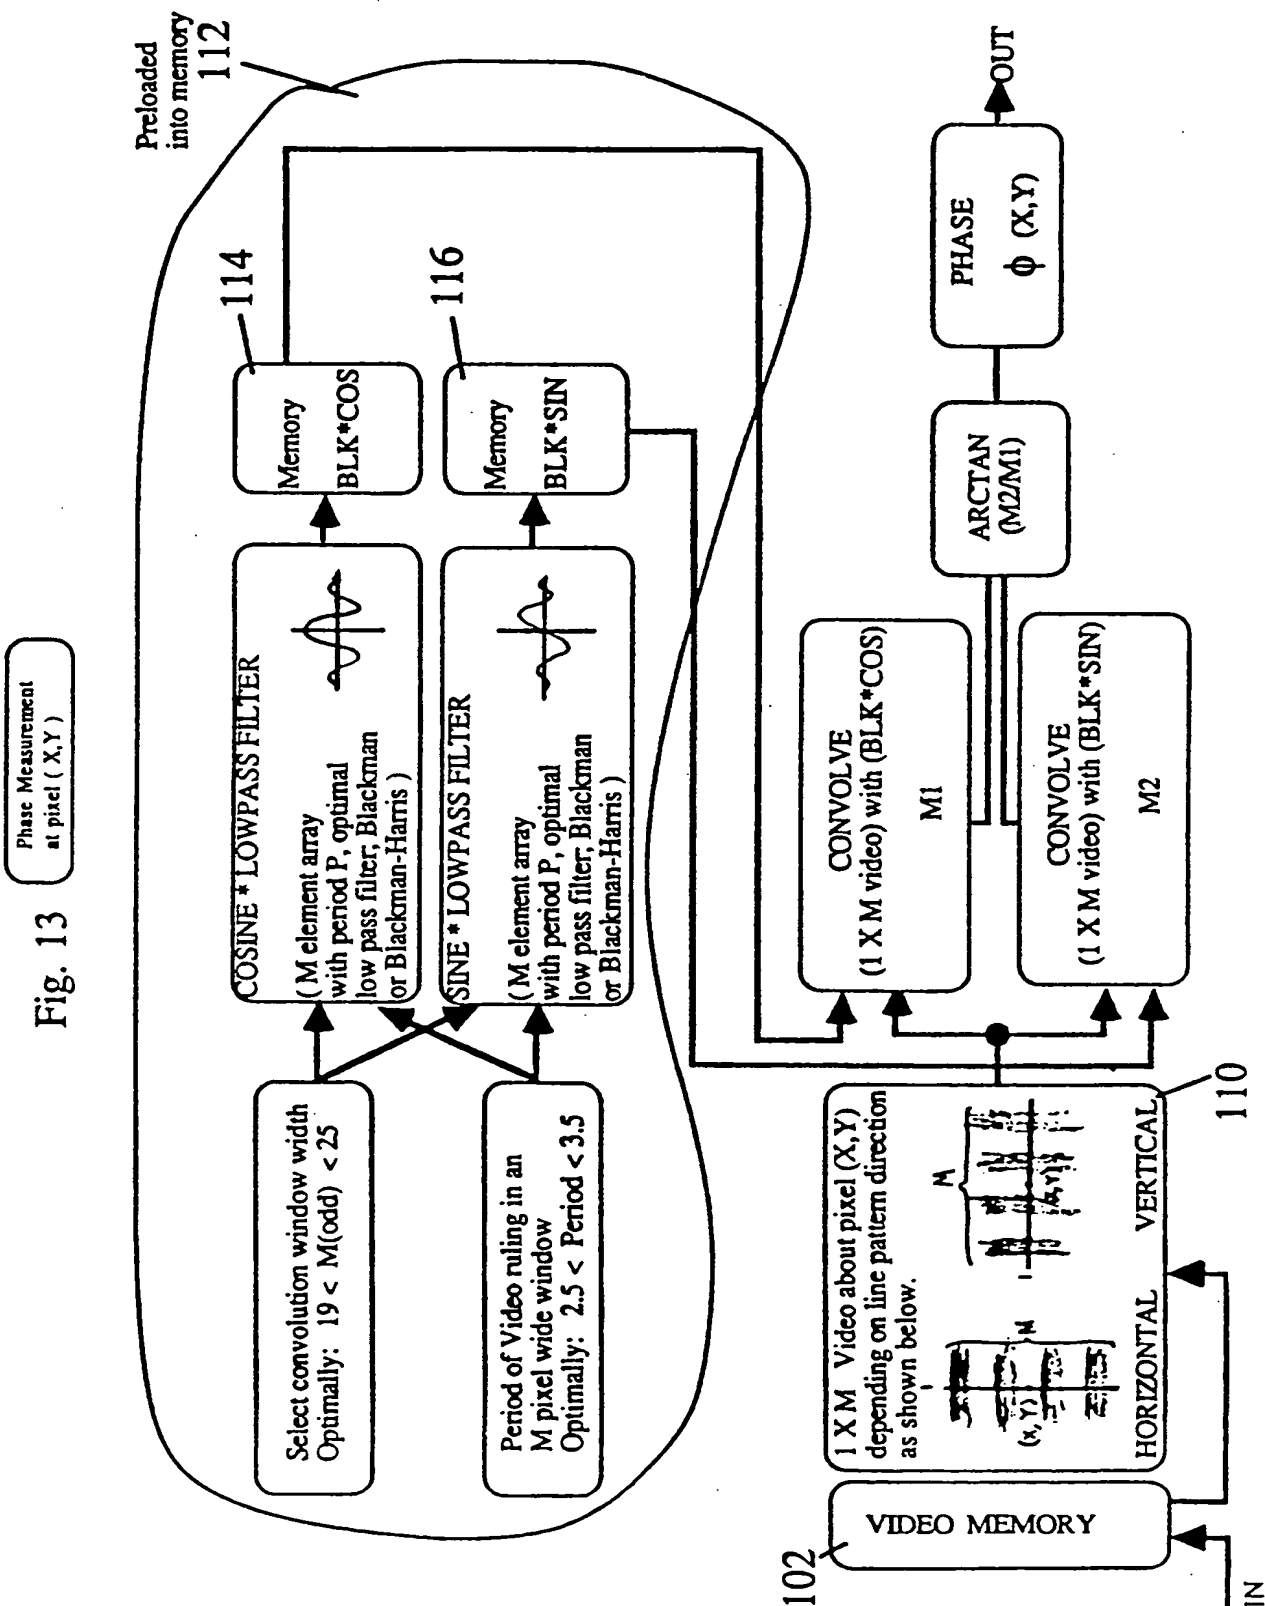 Fig. 13
Phase Measurement
at pixel ( X,Y )
Preloaded
into memory
112
Select convolution window width
Optimally: 19 < M(odd) < 25
Period of Video ruling in an
M pixel wide window
Optimally: 2.5 < Period < 3.5
COSINE * LOWPASS FILTER
( M element array
with period P, optimal
low pass filter; Blackman
or Blackman-Harris )
SINE * LOWPASS FILTER
( M element array
with period P, optimal
low pass filter; Blackman
or Blackman-Harris )
114
Memory
BLK*COS
116
Memory
BLK*SIN
IN
102
VIDEO MEMORY
1 X M Video about pixel (X,Y)
depending on line pattern direction
as shown below.
(X,Y)
M
M
(X,Y)
HORIZONTAL VERTICAL
110
CONVOLVE
(1 X M video) with (BLK*COS)
M1
CONVOLVE
(1 X M video) with (BLK*SIN)
M2
ARCTAN
(M2/M1)
PHASE
ϕ (X,Y)
OUT